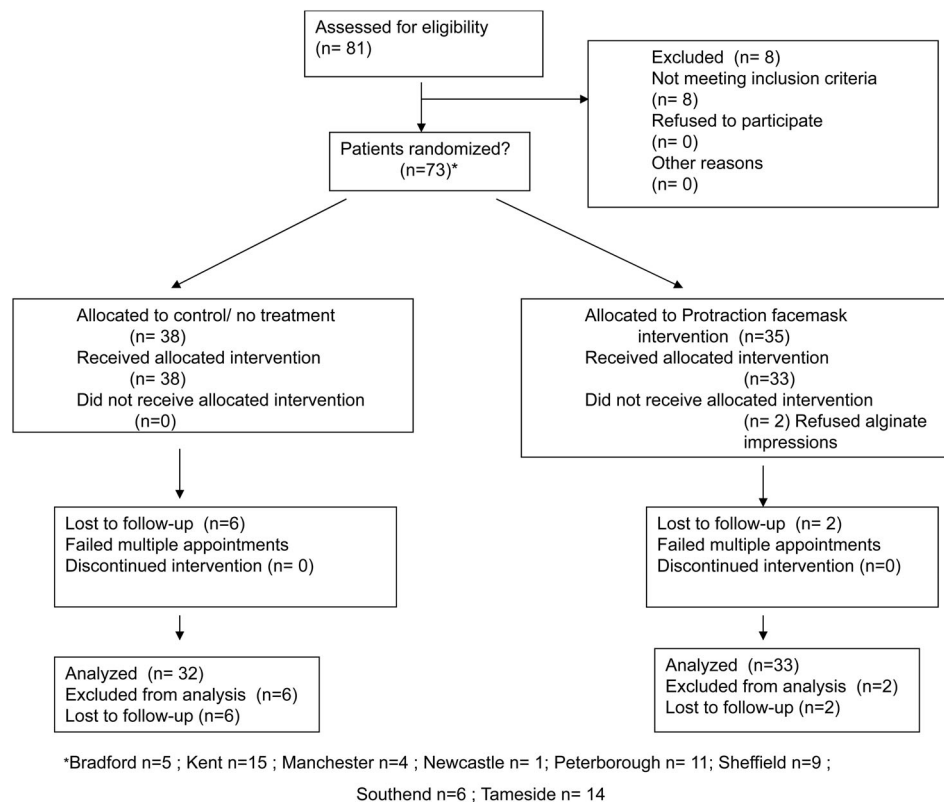 Assessed for eligibility
(n= 81)
Excluded (n= 8)
Not meeting inclusion criteria
(n= 8)
Refused to participate
(n= 0)
Other reasons
(n= 0)
Patients randomized?
(n=73)*
Allocated to control/ no treatment
(n= 38)
Received allocated intervention
(n= 38)
Did not receive allocated intervention
(n=0)
Allocated to Protraction facemask
intervention (n=35)
Received allocated intervention
(n=33)
Did not receive allocated intervention
(n= 2) Refused alginate
impressions
Lost to follow-up (n=6)
Failed multiple appointments
Discontinued intervention (n= 0)
Lost to follow-up (n= 2)
Failed multiple appointments
Discontinued intervention (n=0)
Analyzed (n= 32)
Excluded from analysis (n=6)
Lost to follow-up (n=6)
Analyzed (n=33)
Excluded from analysis (n=2)
Lost to follow-up (n=2)
*Bradford n=5 ; Kent n=15 ; Manchester n=4 ; Newcastle n= 1; Peterborough n= 11; Sheffield n=9 ;
Southend n=6 ; Tameside n= 14